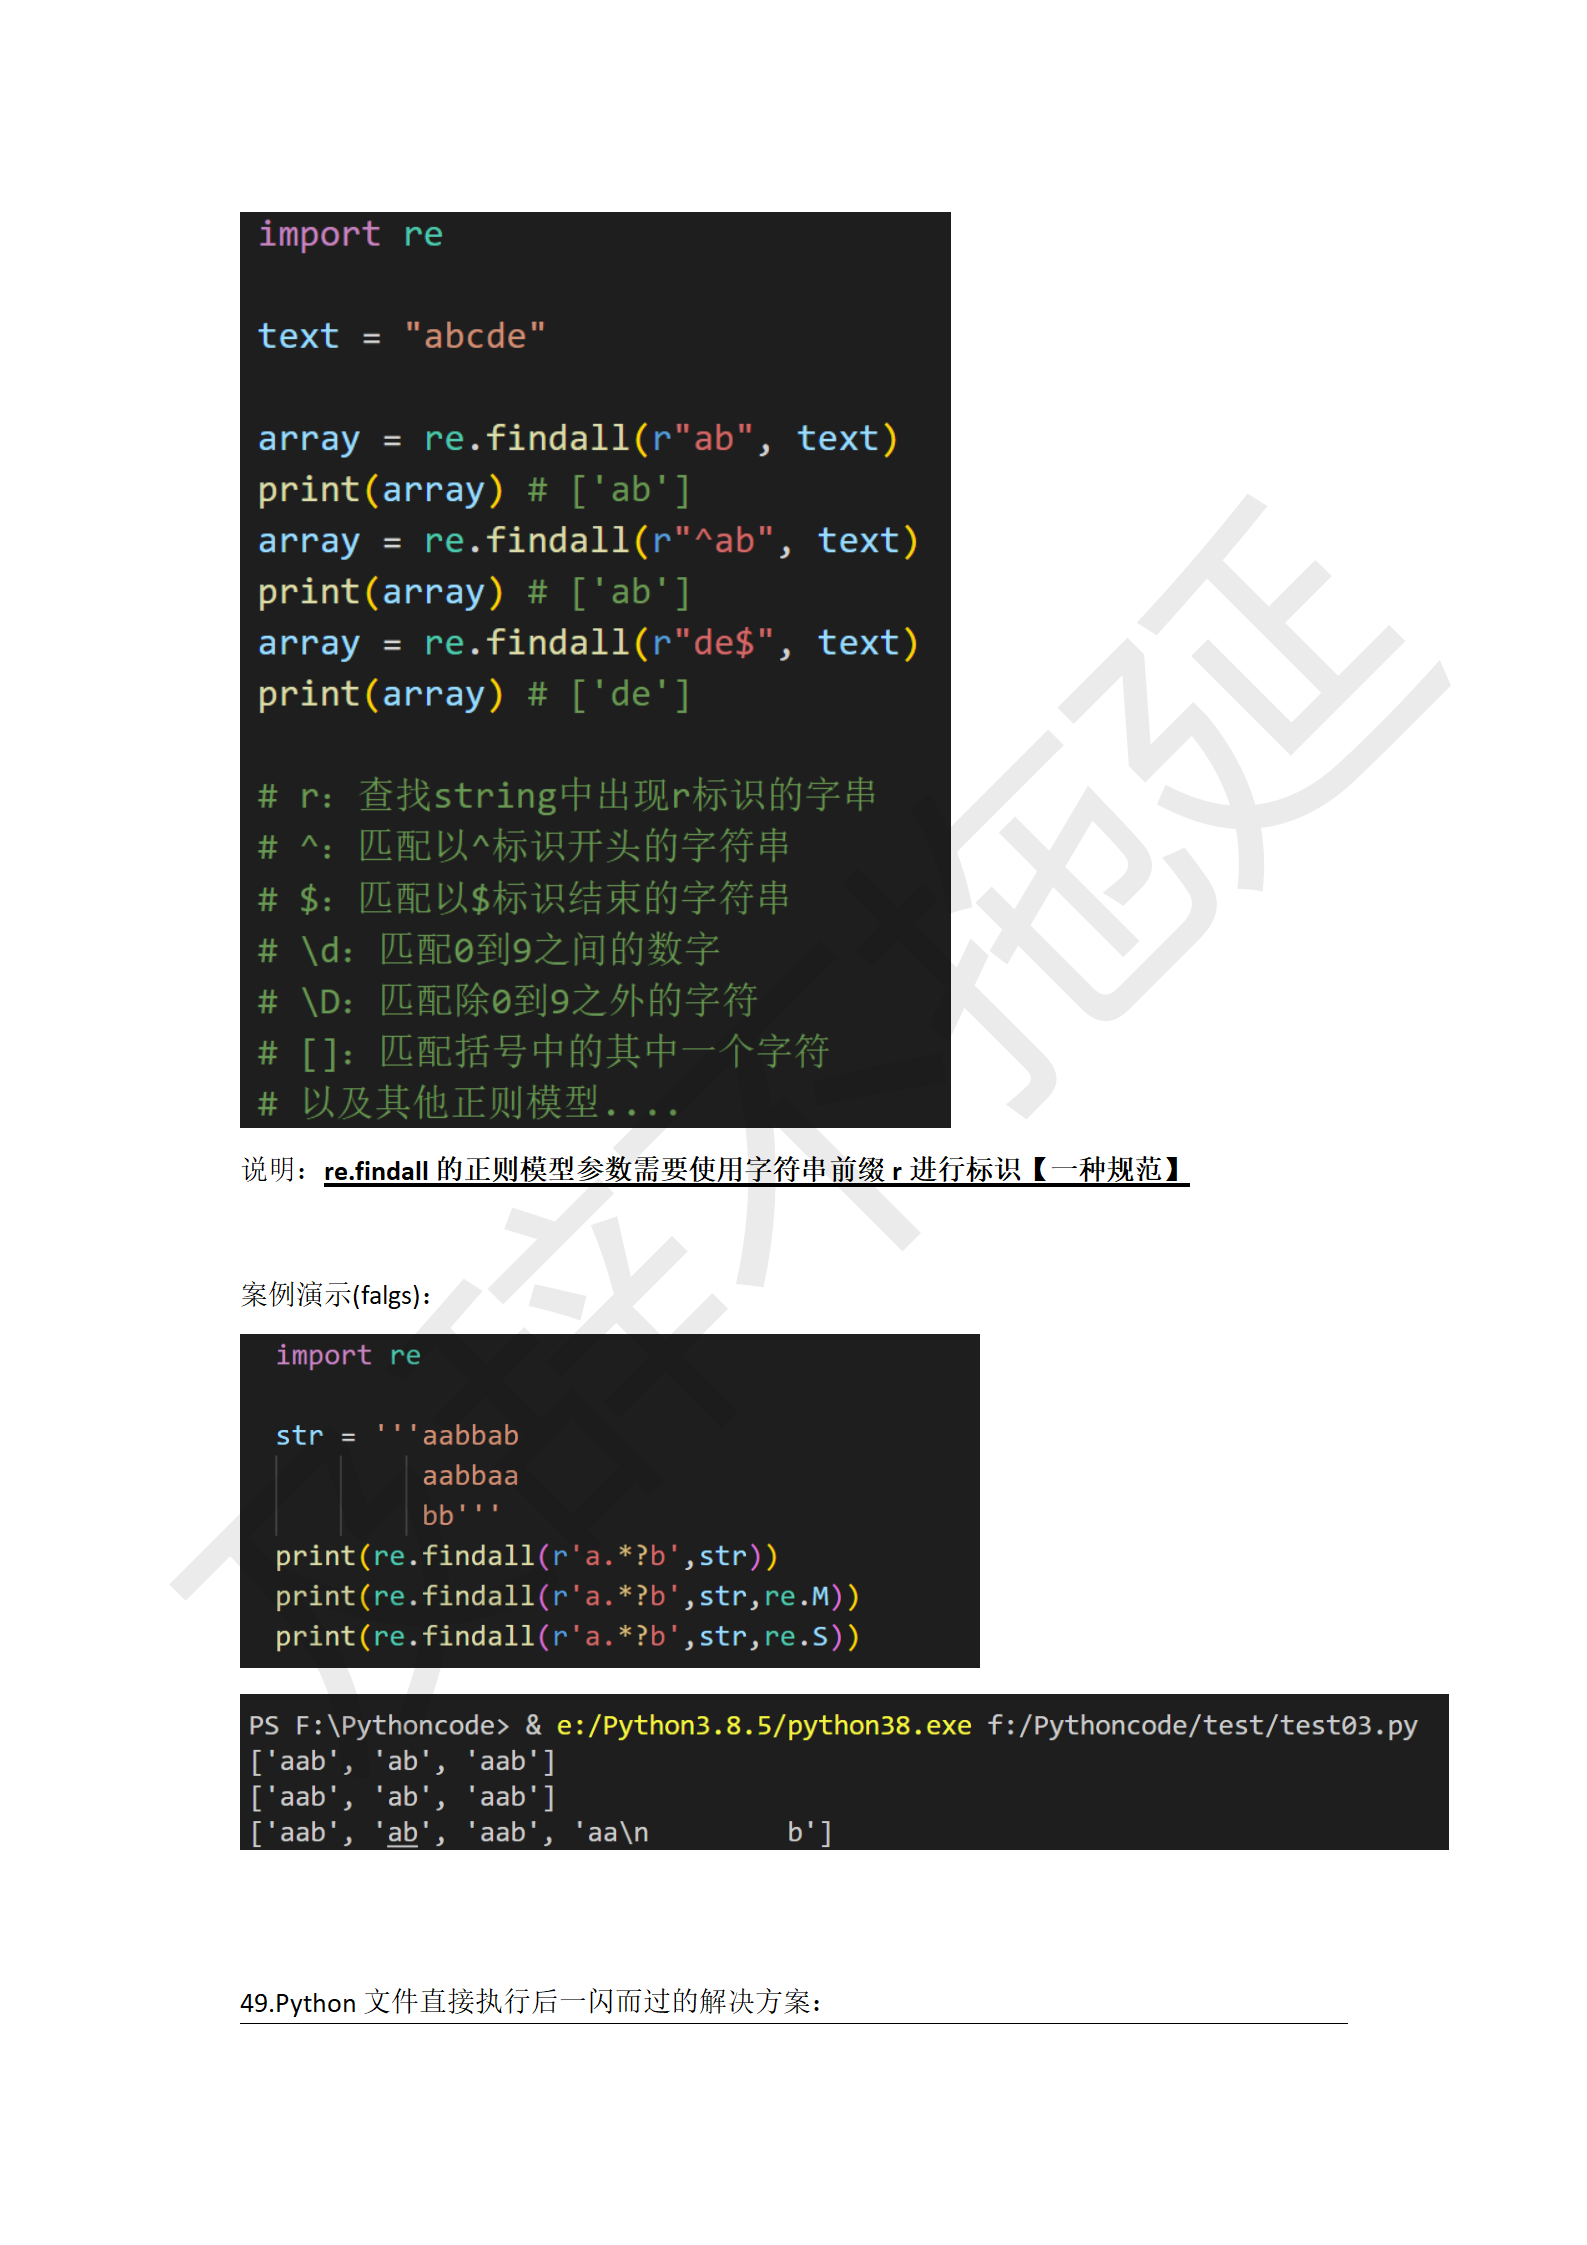 import re
text = "abcde"
array = re.findall(r"ab", text)
print(array) # ['ab']
array = re.findall(r"^ab", text)
print(array) # ['ab']
array = re.findall(r"de$", text)
print(array) # ['de']
# r：查找string中出现r标识的字串
# ^：匹配以^标识开头的字符串
# $：匹配以$标识结束的字符串
# \d：匹配0到9之间的数字
# \D：匹配除0到9之外的字符
# []：匹配括号中的其中一个字符
# 以及其他正则模型....
说明：re.findall 的正则模型参数需要使用字符串前缀 r 进行标识【一种规范】
案例演示(falgs)：
import re
str = '''aabbab
aabbaa
bb'''
print(re.findall(r'a.*?b',str))
print(re.findall(r'a.*?b',str,re.M))
print(re.findall(r'a.*?b',str,re.S))
PS F:\Pythoncode> & e:/Python3.8.5/python38.exe f:/Pythoncode/test/test03.py
['aab', 'ab', 'aab']
['aab', 'ab', 'aab']
['aab', 'ab', 'aab', 'aa\n         b']
49.Python 文件直接执行后一闪而过的解决方案：